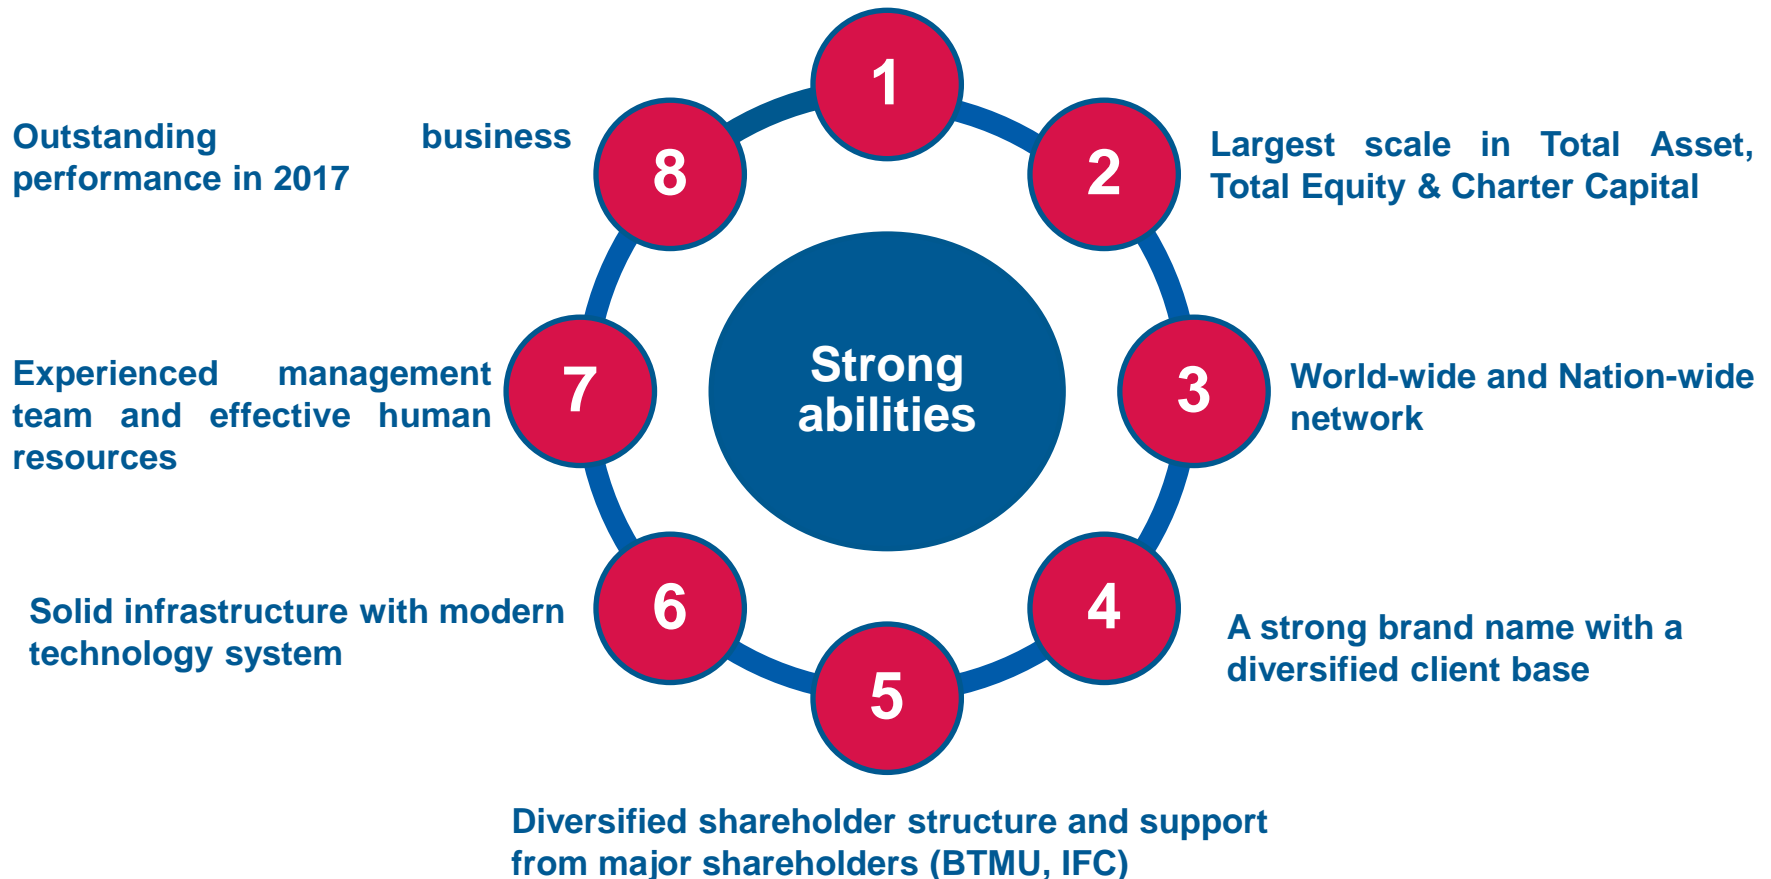 1
2
Largest scale in Total Asset,
Total Equity & Charter Capital
3
World-wide and Nation-wide
network
4
A strong brand name with a
diversified client base
5
Diversified shareholder structure and support
from major shareholders (BTMU, IFC)
6
Solid infrastructure with modern
technology system
7
Experienced management
team and effective human
resources
8
Outstanding business
performance in 2017
Strong
abilities